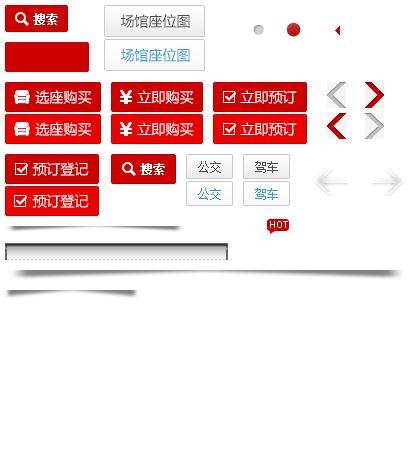 搜索
场馆座位图
场馆座位图
选座购买 ¥ 立即购买 立即预订
选座购买 ¥ 立即购买 立即预订
预订登记 搜索 公交 驾车
预订登记 公交 驾车
HOT